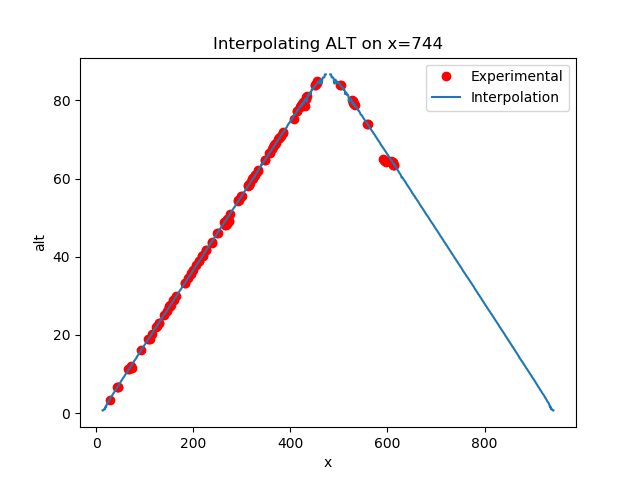 Interpolating ALT on x=744
Experimental
Interpolation
80
60
40
20
0
alt
0 200 400 600 800
x